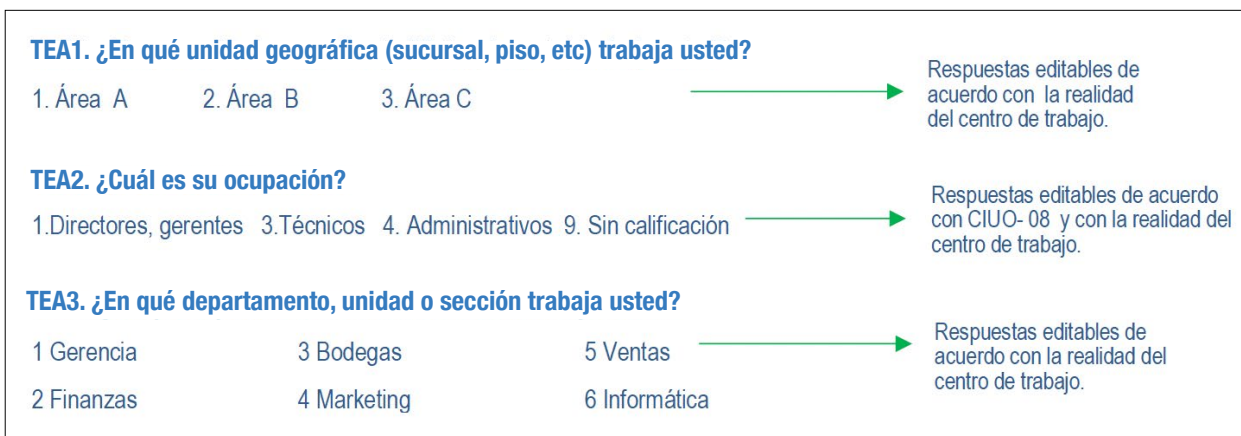 TEA1. ¿En qué unidad geográfica (sucursal, piso, etc) trabaja usted?
1. Área A 2. Área B 3. Área C
Respuestas editables de
acuerdo con la realidad
del centro de trabajo.
TEA2. ¿Cuál es su ocupación?
1.Directores, gerentes 3.Técnicos 4. Administrativos 9. Sin calificación
Respuestas editables de acuerdo
con CIUO- 08 y con la realidad del
centro de trabajo.
TEA3. ¿En qué departamento, unidad o sección trabaja usted?
1 Gerencia 3 Bodegas 5 Ventas
2 Finanzas 4 Marketing 6 Informática
Respuestas editables de
acuerdo con la realidad del
centro de trabajo.